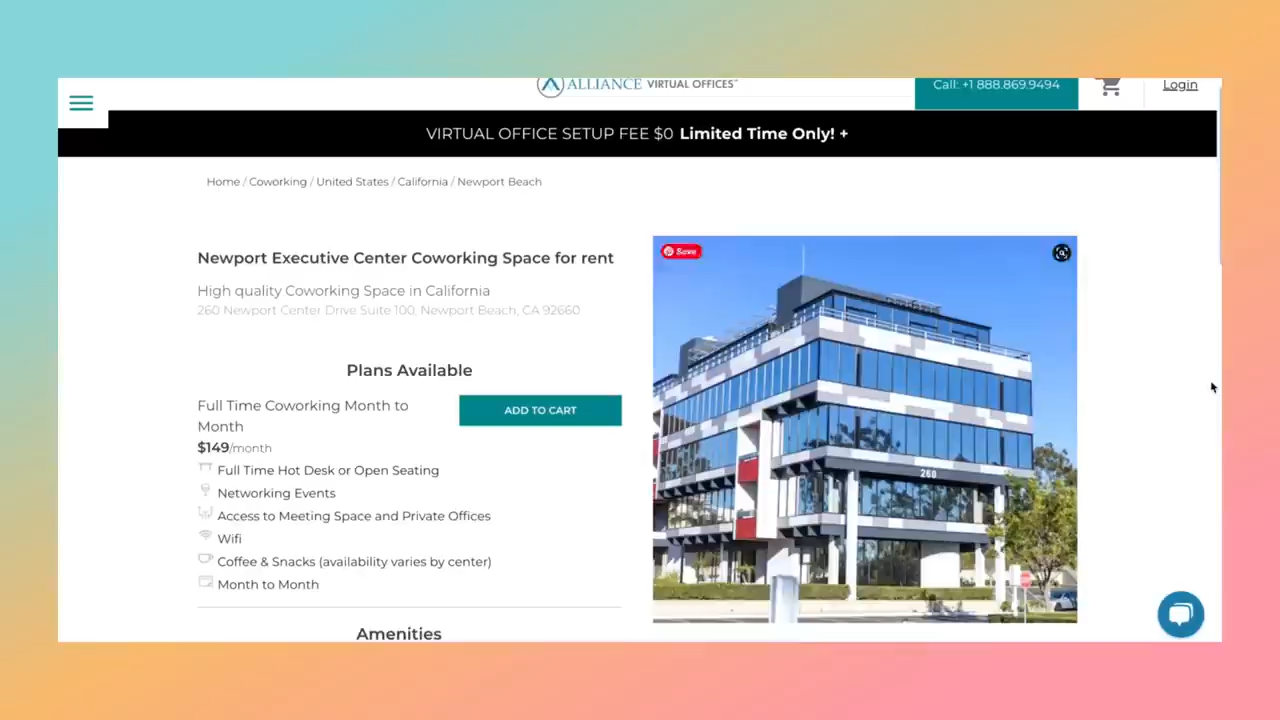 ALLIANCE VIRTUAL OFFICES
Call: +1 888.869.9494
Login
VIRTUAL OFFICE SETUP FEE $0 Limited Time Only! +
Home / Coworking / United States / California / Newport Beach
Newport Executive Center Coworking Space for rent
High quality Coworking Space in California
260 Newport Center Drive Suite 100, Newport Beach, CA 92660
Save
Plans Available
Full Time Coworking Month to
Month
ADD TO CART
$149/month
Full Time Hot Desk or Open Seating
Networking Events
Access to Meeting Space and Private Offices
Wifi
Coffee & Snacks (availability varies by center)
Month to Month
260
Amenities